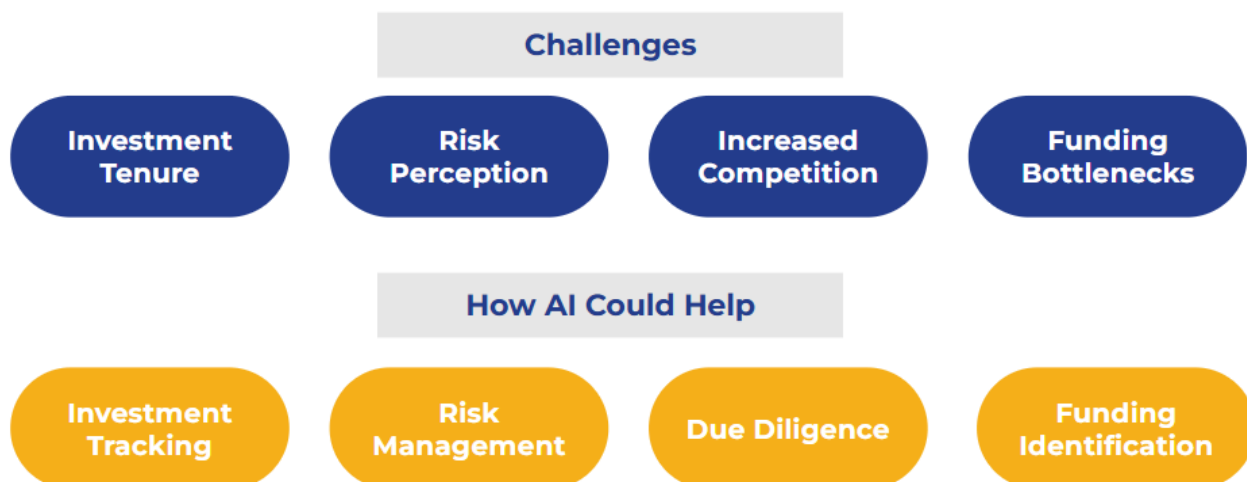 Challenges
Investment
Tenure
Risk
Perception
Increased
Competition
Funding
Bottlenecks
How AI Could Help
Investment
Tracking
Risk
Management
Due Diligence
Funding
Identification